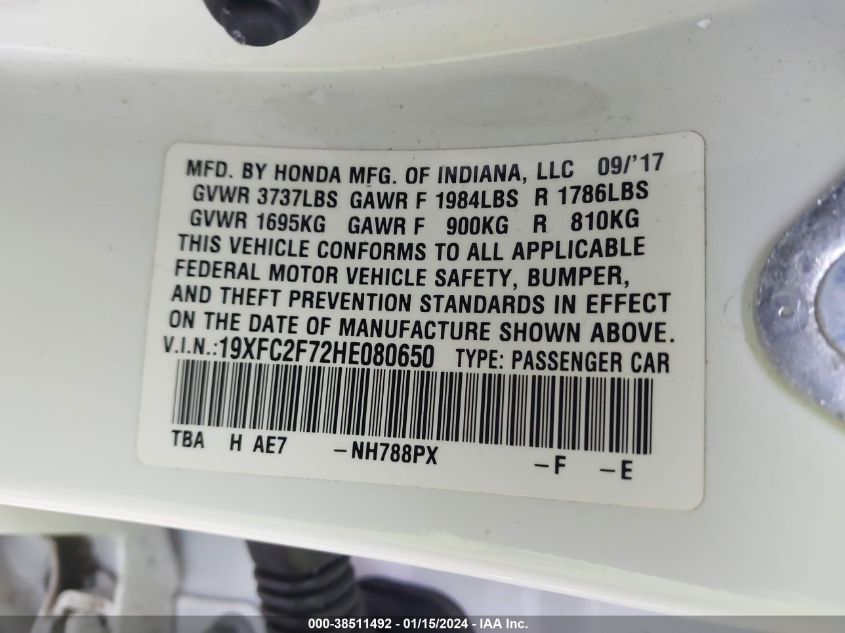 MFD. BY HONDA MFG. OF INDIANA, LLC 09/'17
GVWR 3737LBS GAWR F 1984LBS R 1786LBS
GVWR 1695KG GAWR F 900KG R 810KG
THIS VEHICLE CONFORMS TO ALL APPLICABLE
FEDERAL MOTOR VEHICLE SAFETY, BUMPER,
AND THEFT PREVENTION STANDARDS IN EFFECT
ON THE DATE OF MANUFACTURE SHOWN ABOVE.
V.I.N.:19XFC2F72HE080650 TYPE: PASSENGER CAR
TBA H AE7 -NH788PX -F -E
000-38511492 - 01/15/2024 - IAA Inc.